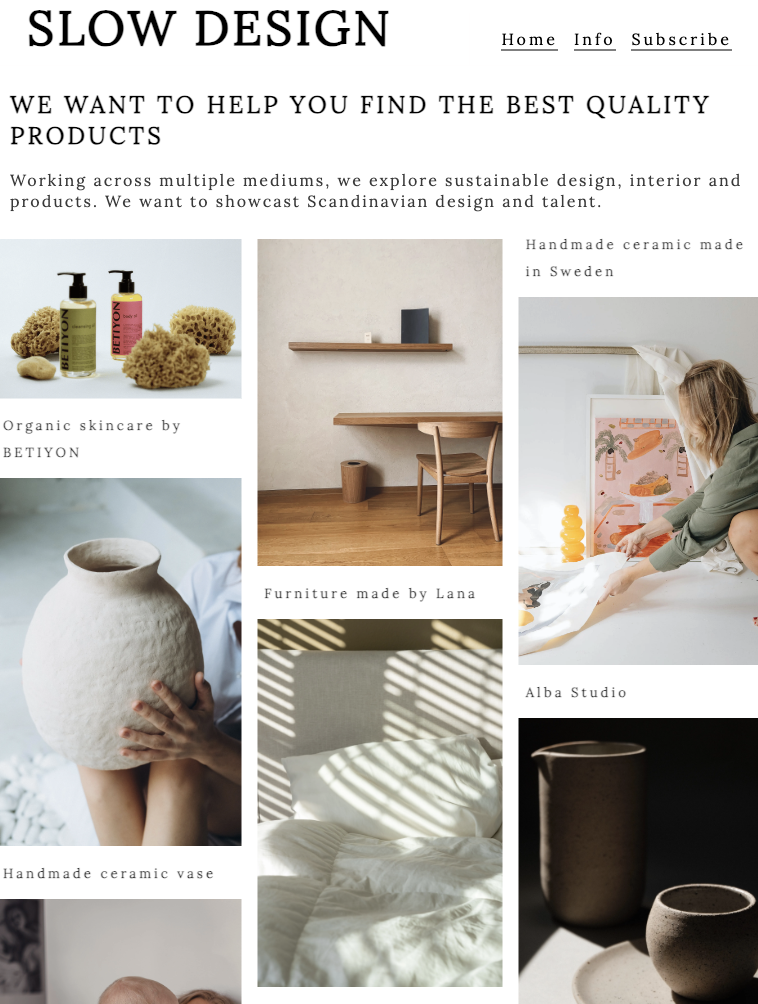 SLOW DESIGN
Home Info Subscribe
WE WANT TO HELP YOU FIND THE BEST QUALITY
PRODUCTS
Working across multiple mediums, we explore sustainable design, interior and
products. We want to showcast Scandinavian design and talent.
BETIYON
BETIYON
Organic skincare by
BETIYON
Handmade ceramic vase
Furniture made by Lana
Handmade ceramic made
in Sweden
Alba Studio